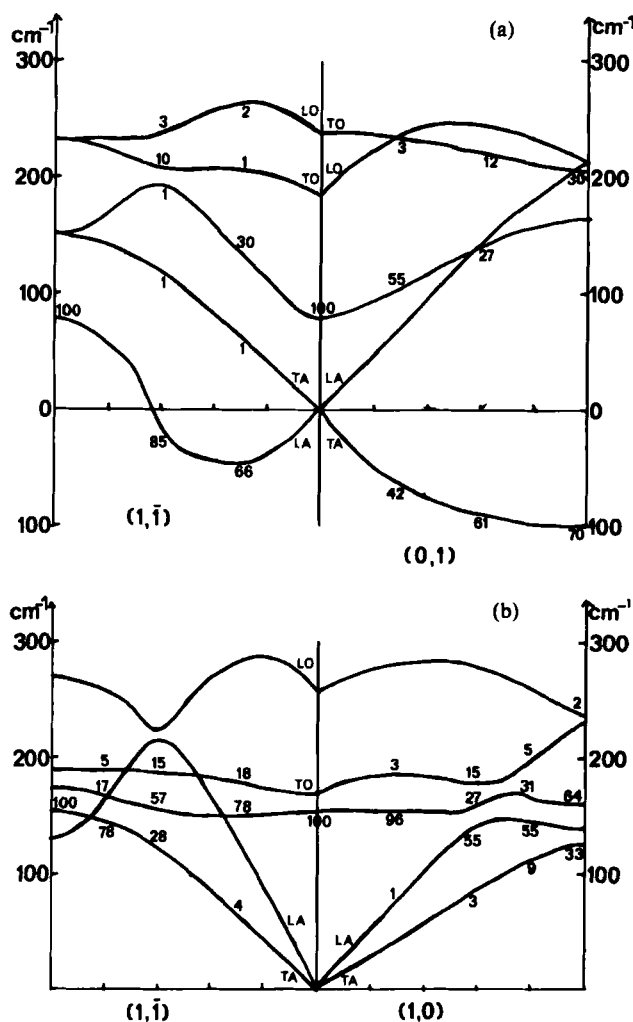 cm⁻¹ (a) cm⁻¹
300 300
3 2 LO TO
3 12
10 1 TO LO
200 30 200
1 30 55 27
100 1 100 100
100 1 TA LA 100
0 0
85 66 LA TA 42 61 70
100 100
(1,1̄) (0,1)
cm⁻¹ (b) cm⁻¹
300 300
LO 2
200 5 15 18 TO 3 15 5 200
17 57 78 100 96 27 31 64
100 78 28 55 55 33
100 4 LA 1 9 100
TA LA TA 3
(1,1̄) (1,0)